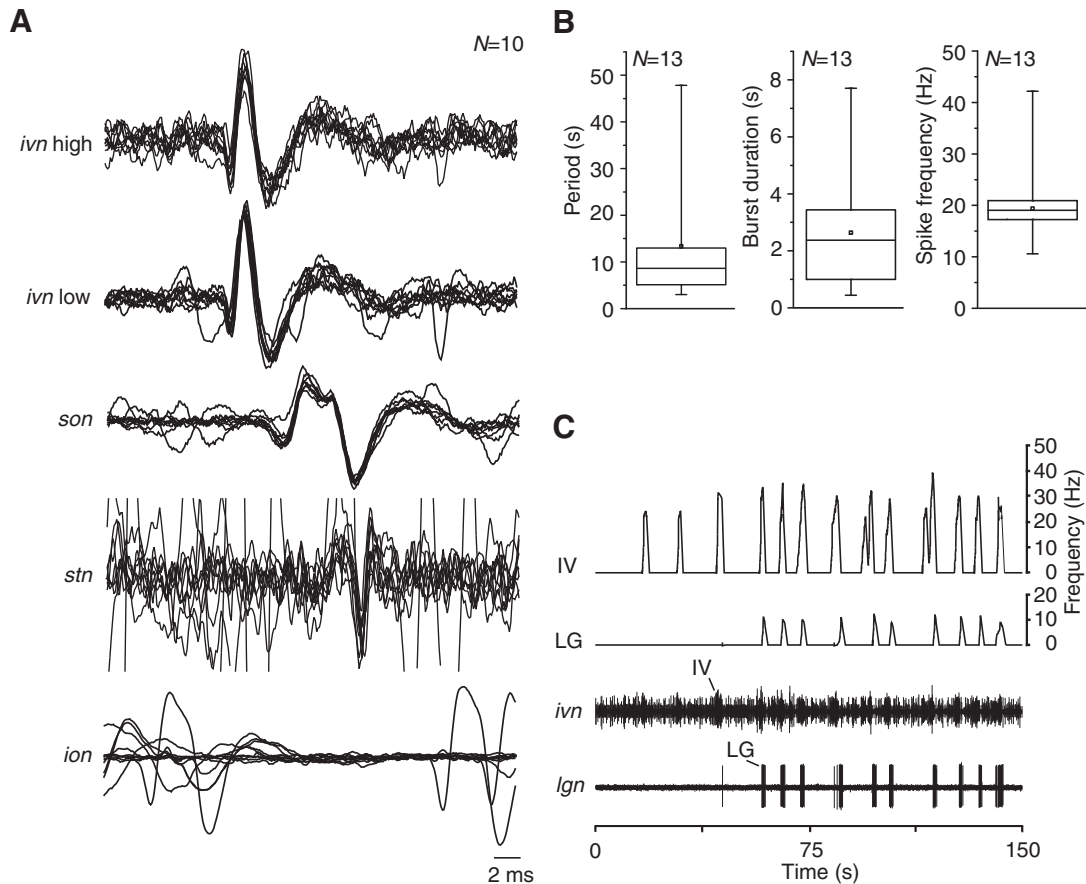 A
N=10
ivn high
ivn low
son
stn
ion
2 ms
B
N=13
N=13
N=13
Period (s)
50
40
30
20
10
0
Burst duration (s)
8
6
4
2
0
Spike frequency (Hz)
50
40
30
20
10
0
C
50
40
30
20
10
0
IV
20
10
0
LG
Frequency (Hz)
IV
ivn
LG
lgn
0
75
150
Time (s)